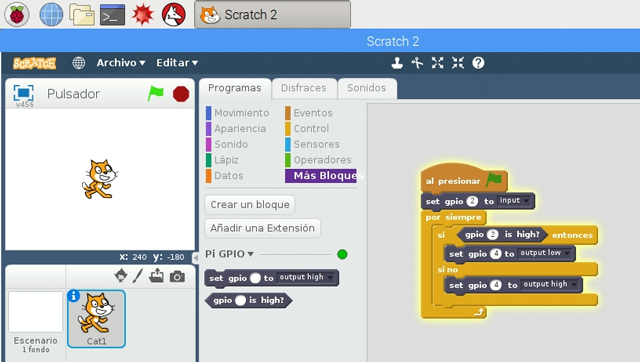 Scratch 2
Scratch 2
SCRATCH Archivo Editar
v456 Pulsador
x: 240 y: -180
Escenario
1 fondo
Cat1
Programas Disfraces Sonidos
Movimiento Eventos
Apariencia Control
Sonido Sensores
Lápiz Operadores
Datos Más Bloques
Crear un bloque
Añadir una Extensión
Pi GPIO
set gpio to output high
gpio is high?
al presionar
set gpio 2 to input
por siempre
si gpio 2 is high? entonces
set gpio 4 to output low
si no
set gpio 4 to output high